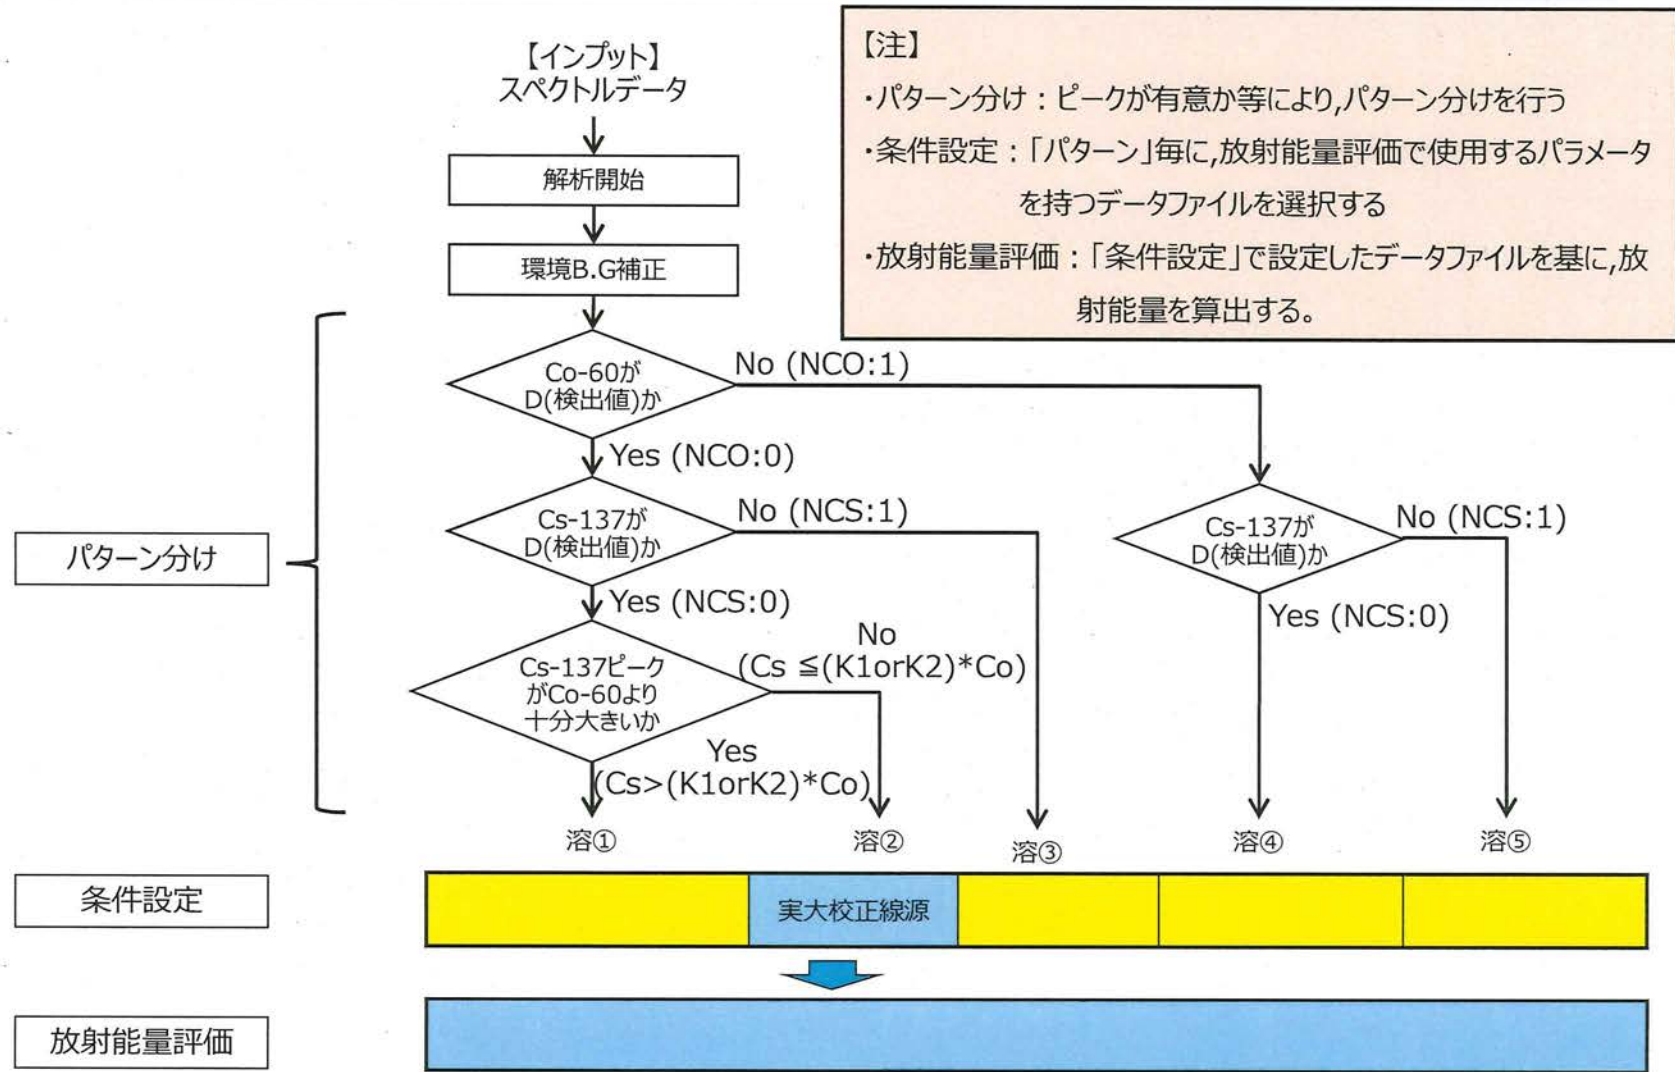 【インプット】
スペクトルデータ
解析開始
環境B.G補正
【注】
・パターン分け：ピークが有意か等により,パターン分けを行う
・条件設定：「パターン」毎に,放射能量評価で使用するパラメータ
を持つデータファイルを選択する
・放射能量評価：「条件設定」で設定したデータファイルを基に,放
射能量を算出する。
パターン分け
Co-60が
D(検出値)か
No (NCO:1)
Yes (NCO:0)
Cs-137が
D(検出値)か
No (NCS:1)
Yes (NCS:0)
Cs-137ピーク
がCo-60より
十分大きいか
No
(Cs ≦(K1orK2)*Co)
Yes
(Cs>(K1orK2)*Co)
Cs-137が
D(検出値)か
No (NCS:1)
Yes (NCS:0)
溶①
溶②
溶③
溶④
溶⑤
条件設定
実大校正線源
放射能量評価